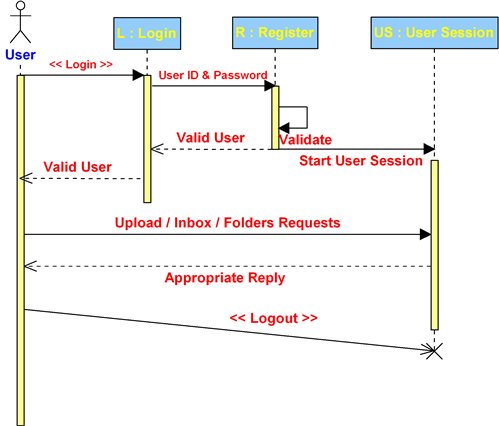 L : Login
R : Register
US : User Session
User
<< Login >>
User ID & Password
Valid User
Validate
Start User Session
Valid User
Upload / Inbox / Folders Requests
Appropriate Reply
<< Logout >>